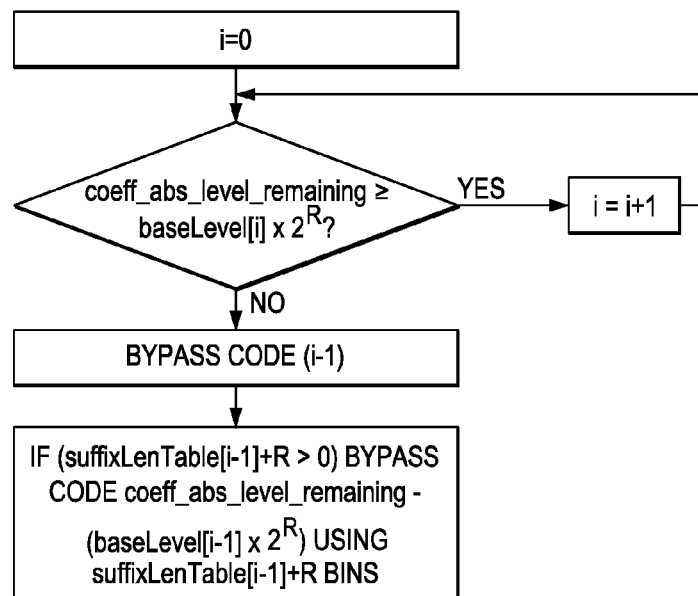 i=0
coeff_abs_level_remaining ≥
baseLevel[i] x 2^R?
YES
i = i+1
NO
BYPASS CODE (i-1)
IF (suffixLenTable[i-1]+R > 0) BYPASS
CODE coeff_abs_level_remaining -
(baseLevel[i-1] x 2^R) USING
suffixLenTable[i-1]+R BINS